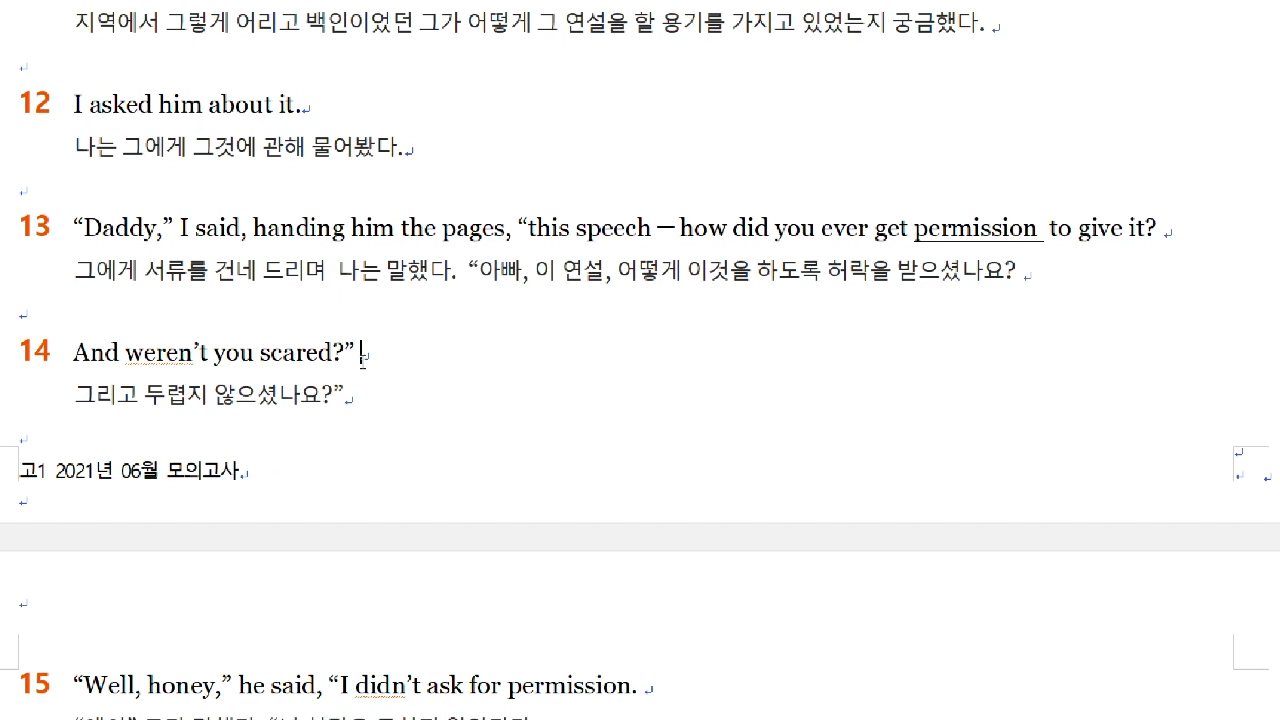 지역에서 그렇게 어리고 백인이었던 그가 어떻게 그 연설을 할 용기를 가지고 있었는지 궁금했다.
12 I asked him about it.
나는 그에게 그것에 관해 물어봤다.
13 “Daddy,” I said, handing him the pages, “this speech — how did you ever get permission to give it?
그에게 서류를 건네 드리며 나는 말했다. “아빠, 이 연설, 어떻게 이것을 하도록 허락을 받으셨나요?
14 And weren’t you scared?”
그리고 두렵지 않으셨나요?”
고1 2021년 06월 모의고사
15 “Well, honey,” he said, “I didn’t ask for permission.